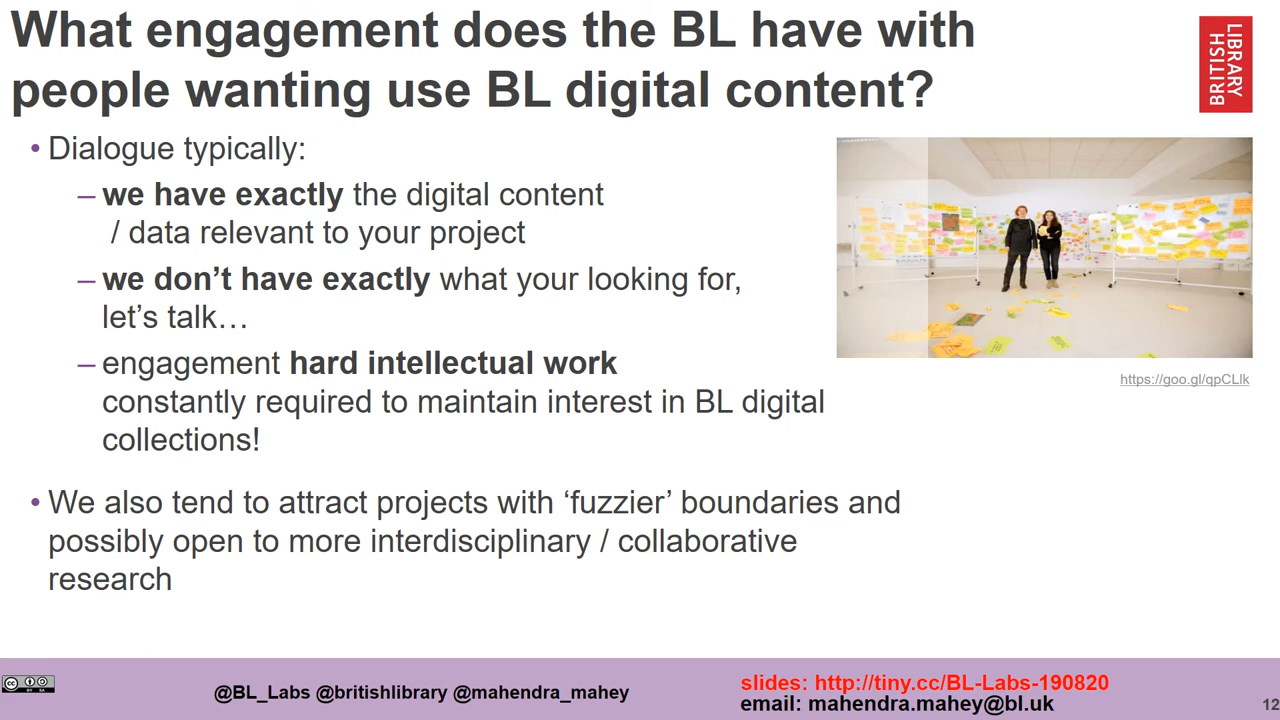 What engagement does the BL have with
people wanting use BL digital content?
BRITISH
LIBRARY
• Dialogue typically:
– we have exactly the digital content
/ data relevant to your project
– we don’t have exactly what your looking for,
let’s talk…
– engagement hard intellectual work
constantly required to maintain interest in BL digital
collections!
https://goo.gl/qpCLlk
• We also tend to attract projects with ‘fuzzier’ boundaries and
possibly open to more interdisciplinary / collaborative
research
cc BY SA
@BL_Labs @britishlibrary @mahendra_mahey
slides: http://tiny.cc/BL-Labs-190820
email: mahendra.mahey@bl.uk
12